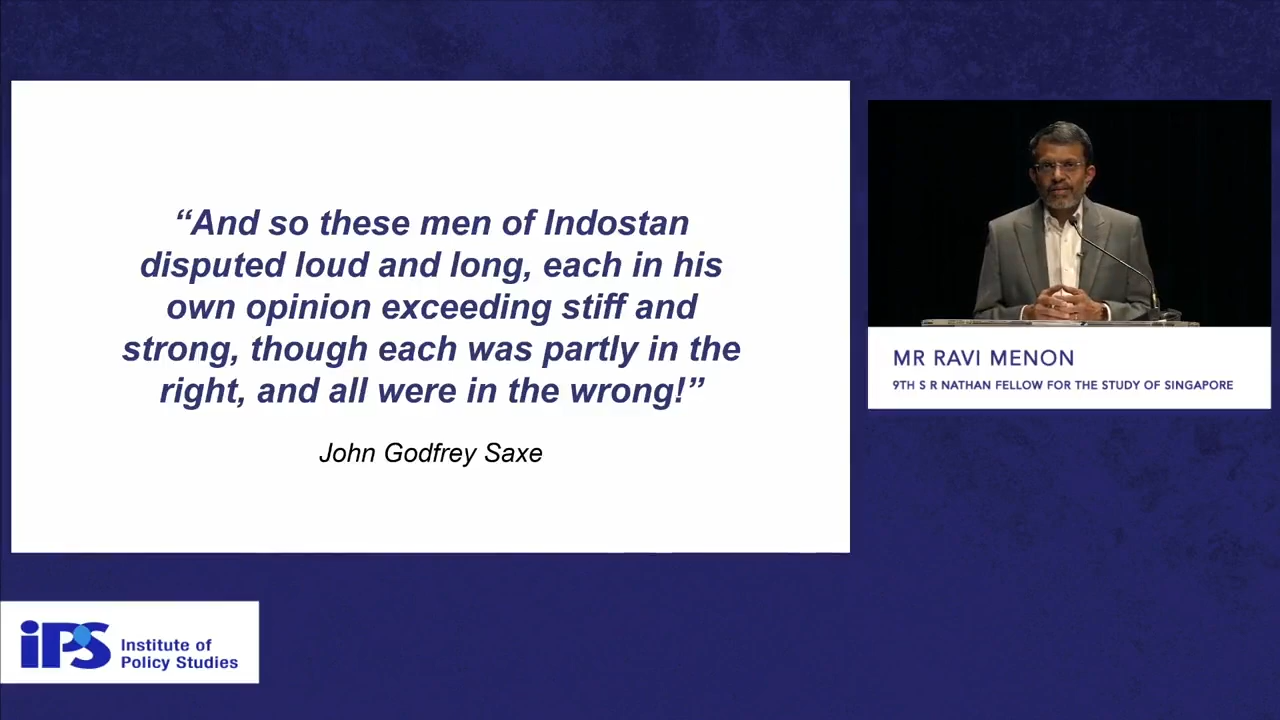 “And so these men of Indostan
disputed loud and long, each in his
own opinion exceeding stiff and
strong, though each was partly in the
right, and all were in the wrong!”
John Godfrey Saxe
MR RAVI MENON
9TH S R NATHAN FELLOW FOR THE STUDY OF SINGAPORE
iPS
Institute of
Policy Studies